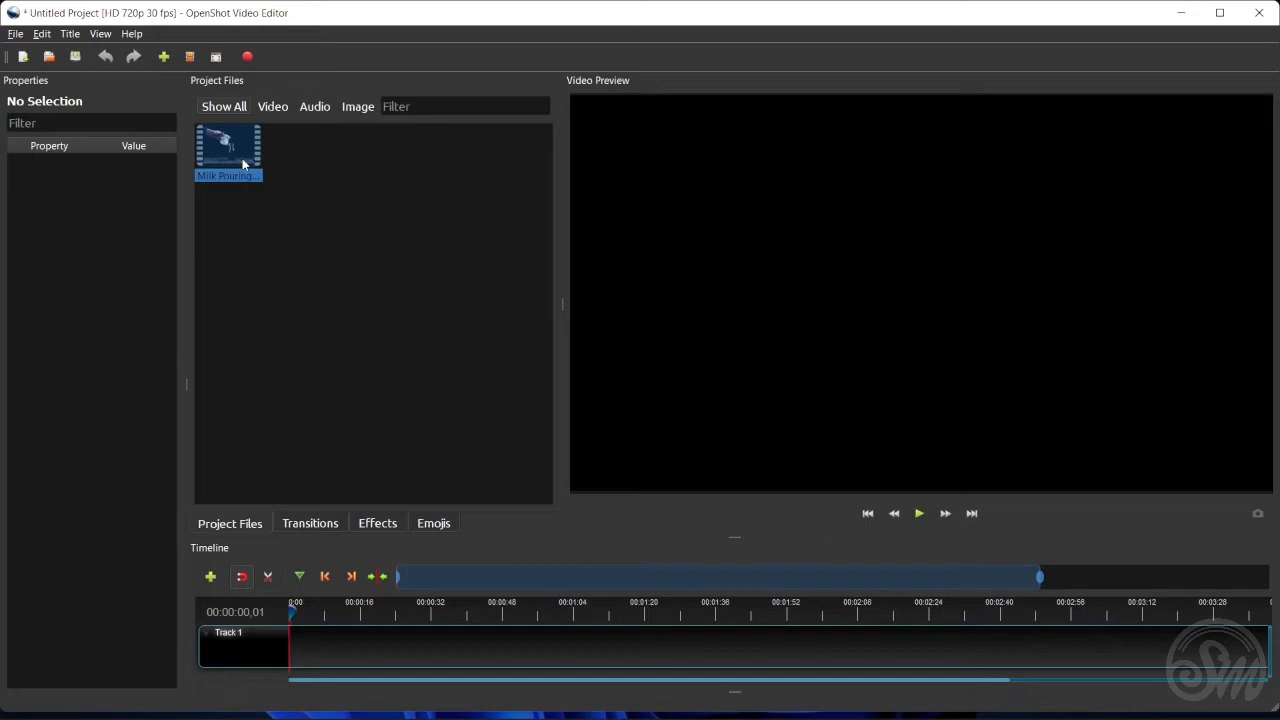 * Untitled Project [HD 720p 30 fps] - OpenShot Video Editor
File Edit Title View Help
Properties
Project Files
Video Preview
No Selection
Filter
Property Value
Show All Video Audio Image Filter
Milk Pouring...
Project Files Transitions Effects Emojis
Timeline
00:00:00,01
0:00 00:00:16 00:00:32 00:00:48 00:01:04 00:01:20 00:01:36 00:01:52 00:02:08 00:02:24 00:02:40 00:02:56 00:03:12 00:03:28
Track 1
SM